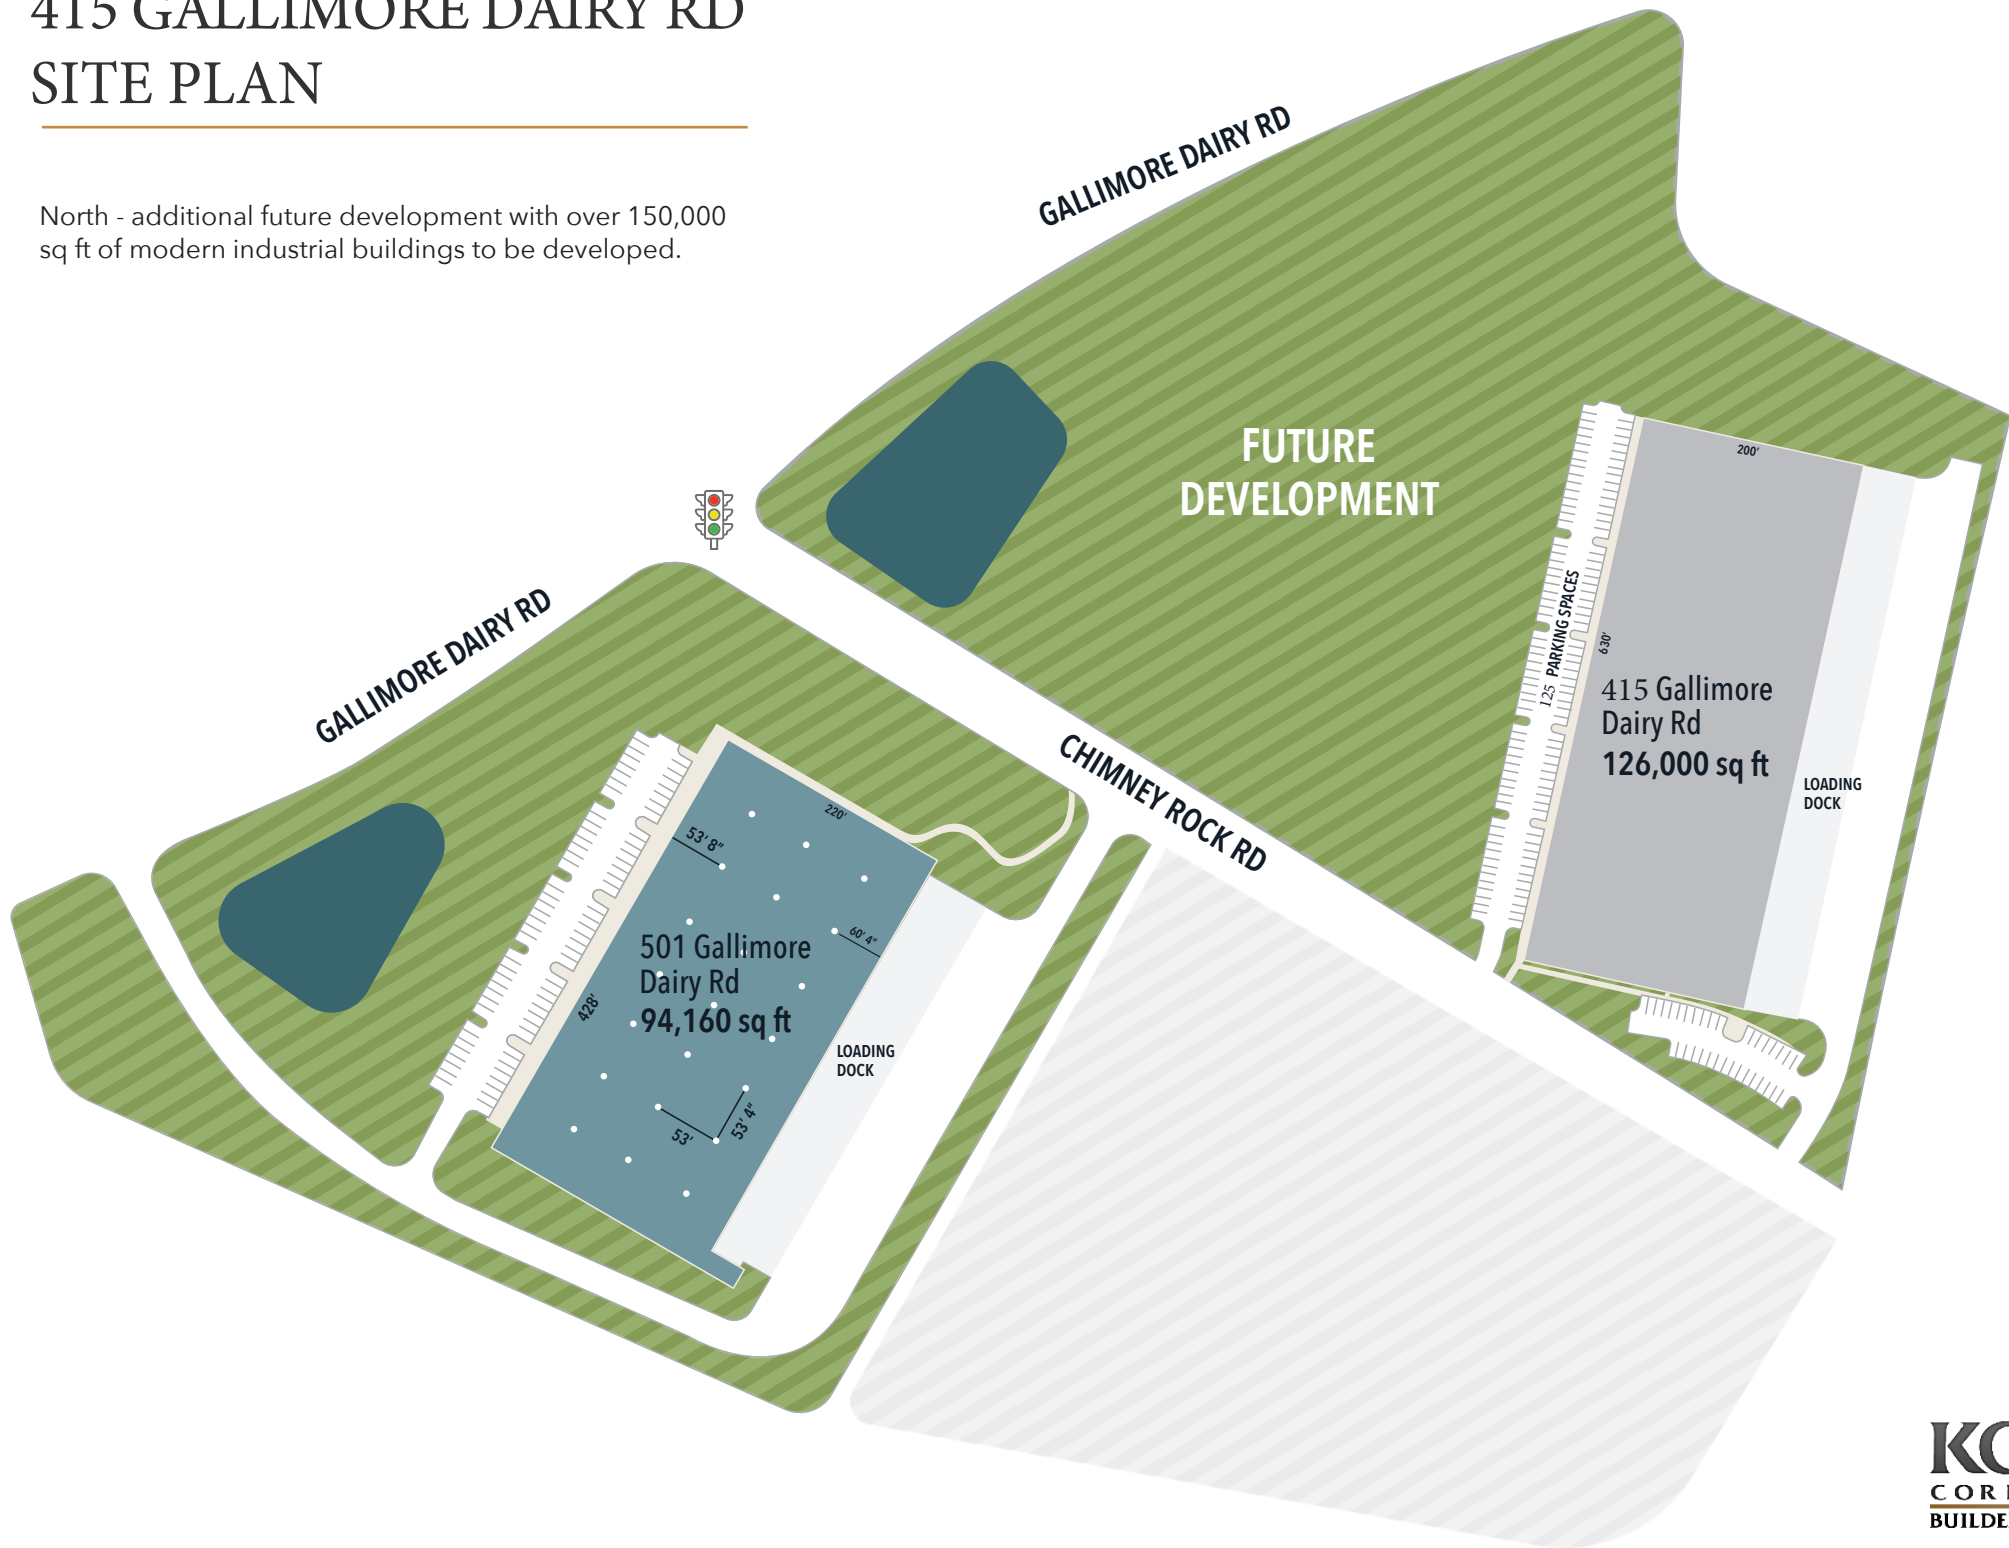 415 GALLIMORE DAIRY RD
SITE PLAN
North - additional future development with over 150,000
sq ft of modern industrial buildings to be developed.
GALLIMORE DAIRY RD
FUTURE
DEVELOPMENT
200'
125 PARKING SPACES
630'
415 Gallimore
Dairy Rd
126,000 sq ft
LOADING
DOCK
GALLIMORE DAIRY RD
CHIMNEY ROCK RD
220'
53' 8"
60' 4"
501 Gallimore
Dairy Rd
94,160 sq ft
428'
LOADING
DOCK
53'
53' 4"